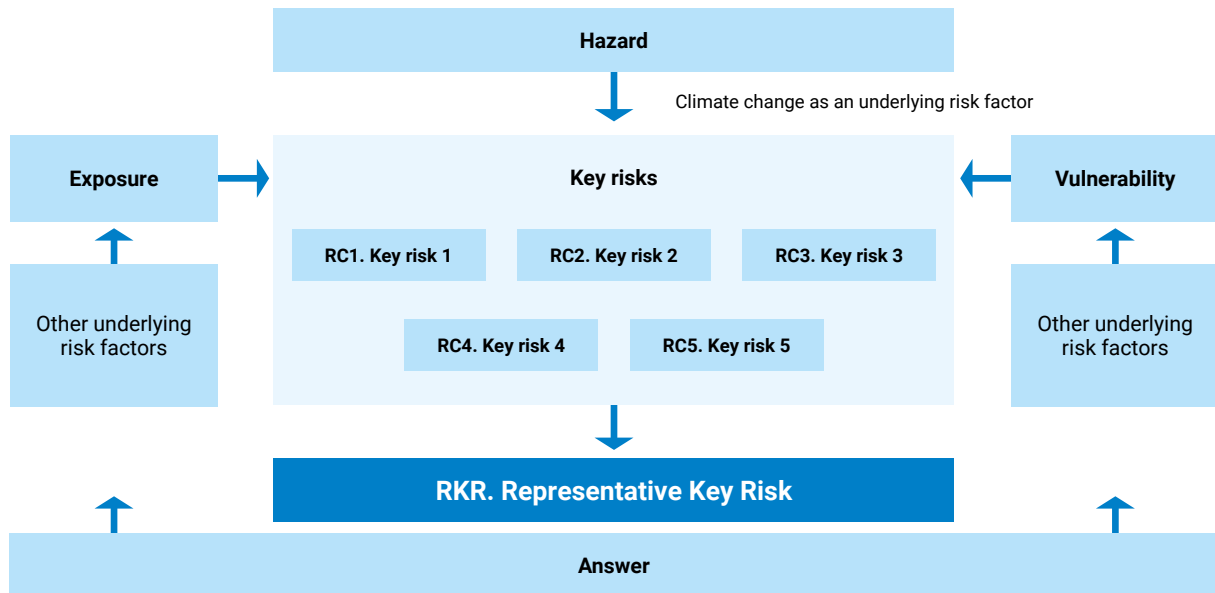 Hazard
Climate change as an underlying risk factor
Exposure
Key risks
Vulnerability
RC1. Key risk 1
RC2. Key risk 2
RC3. Key risk 3
Other underlying
risk factors
Other underlying
risk factors
RC4. Key risk 4
RC5. Key risk 5
RKR. Representative Key Risk
Answer